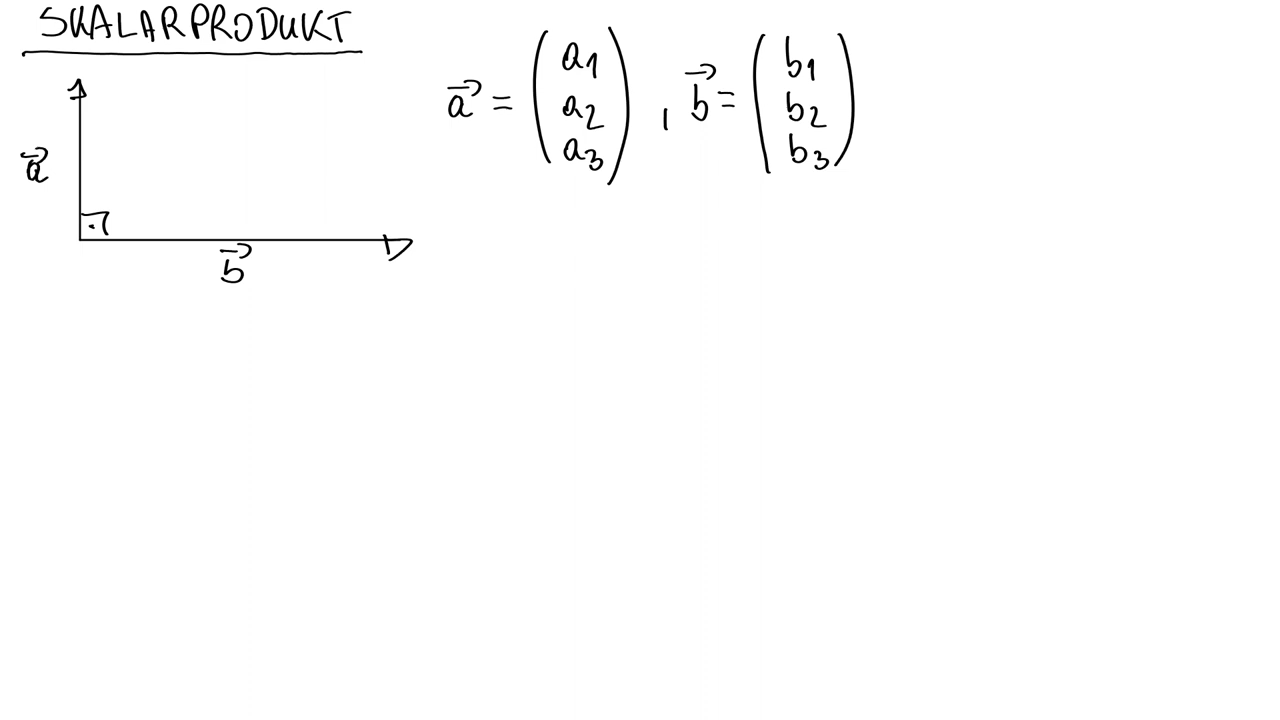 SKALARPRODUKT
a⃗ = (a1 a2 a3), b⃗ = (b1 b2 b3)
a⃗
b⃗